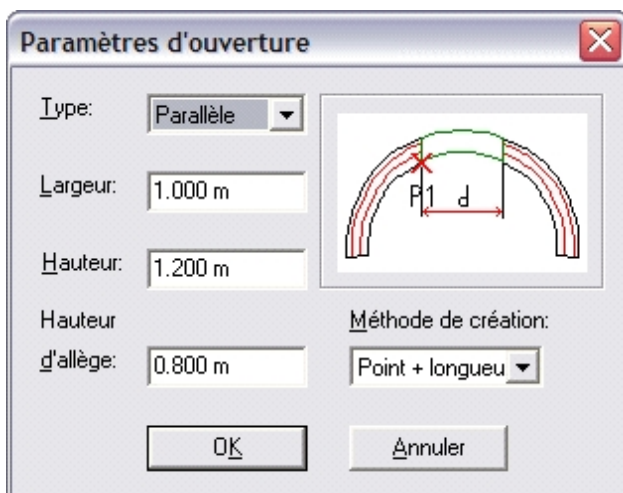 Paramètres d'ouverture
Type:
Parallèle
P1
d
Largeur:
1.000 m
Hauteur:
1.200 m
Hauteur
d'allège:
0.800 m
Méthode de création:
Point + longueu
OK
Annuler